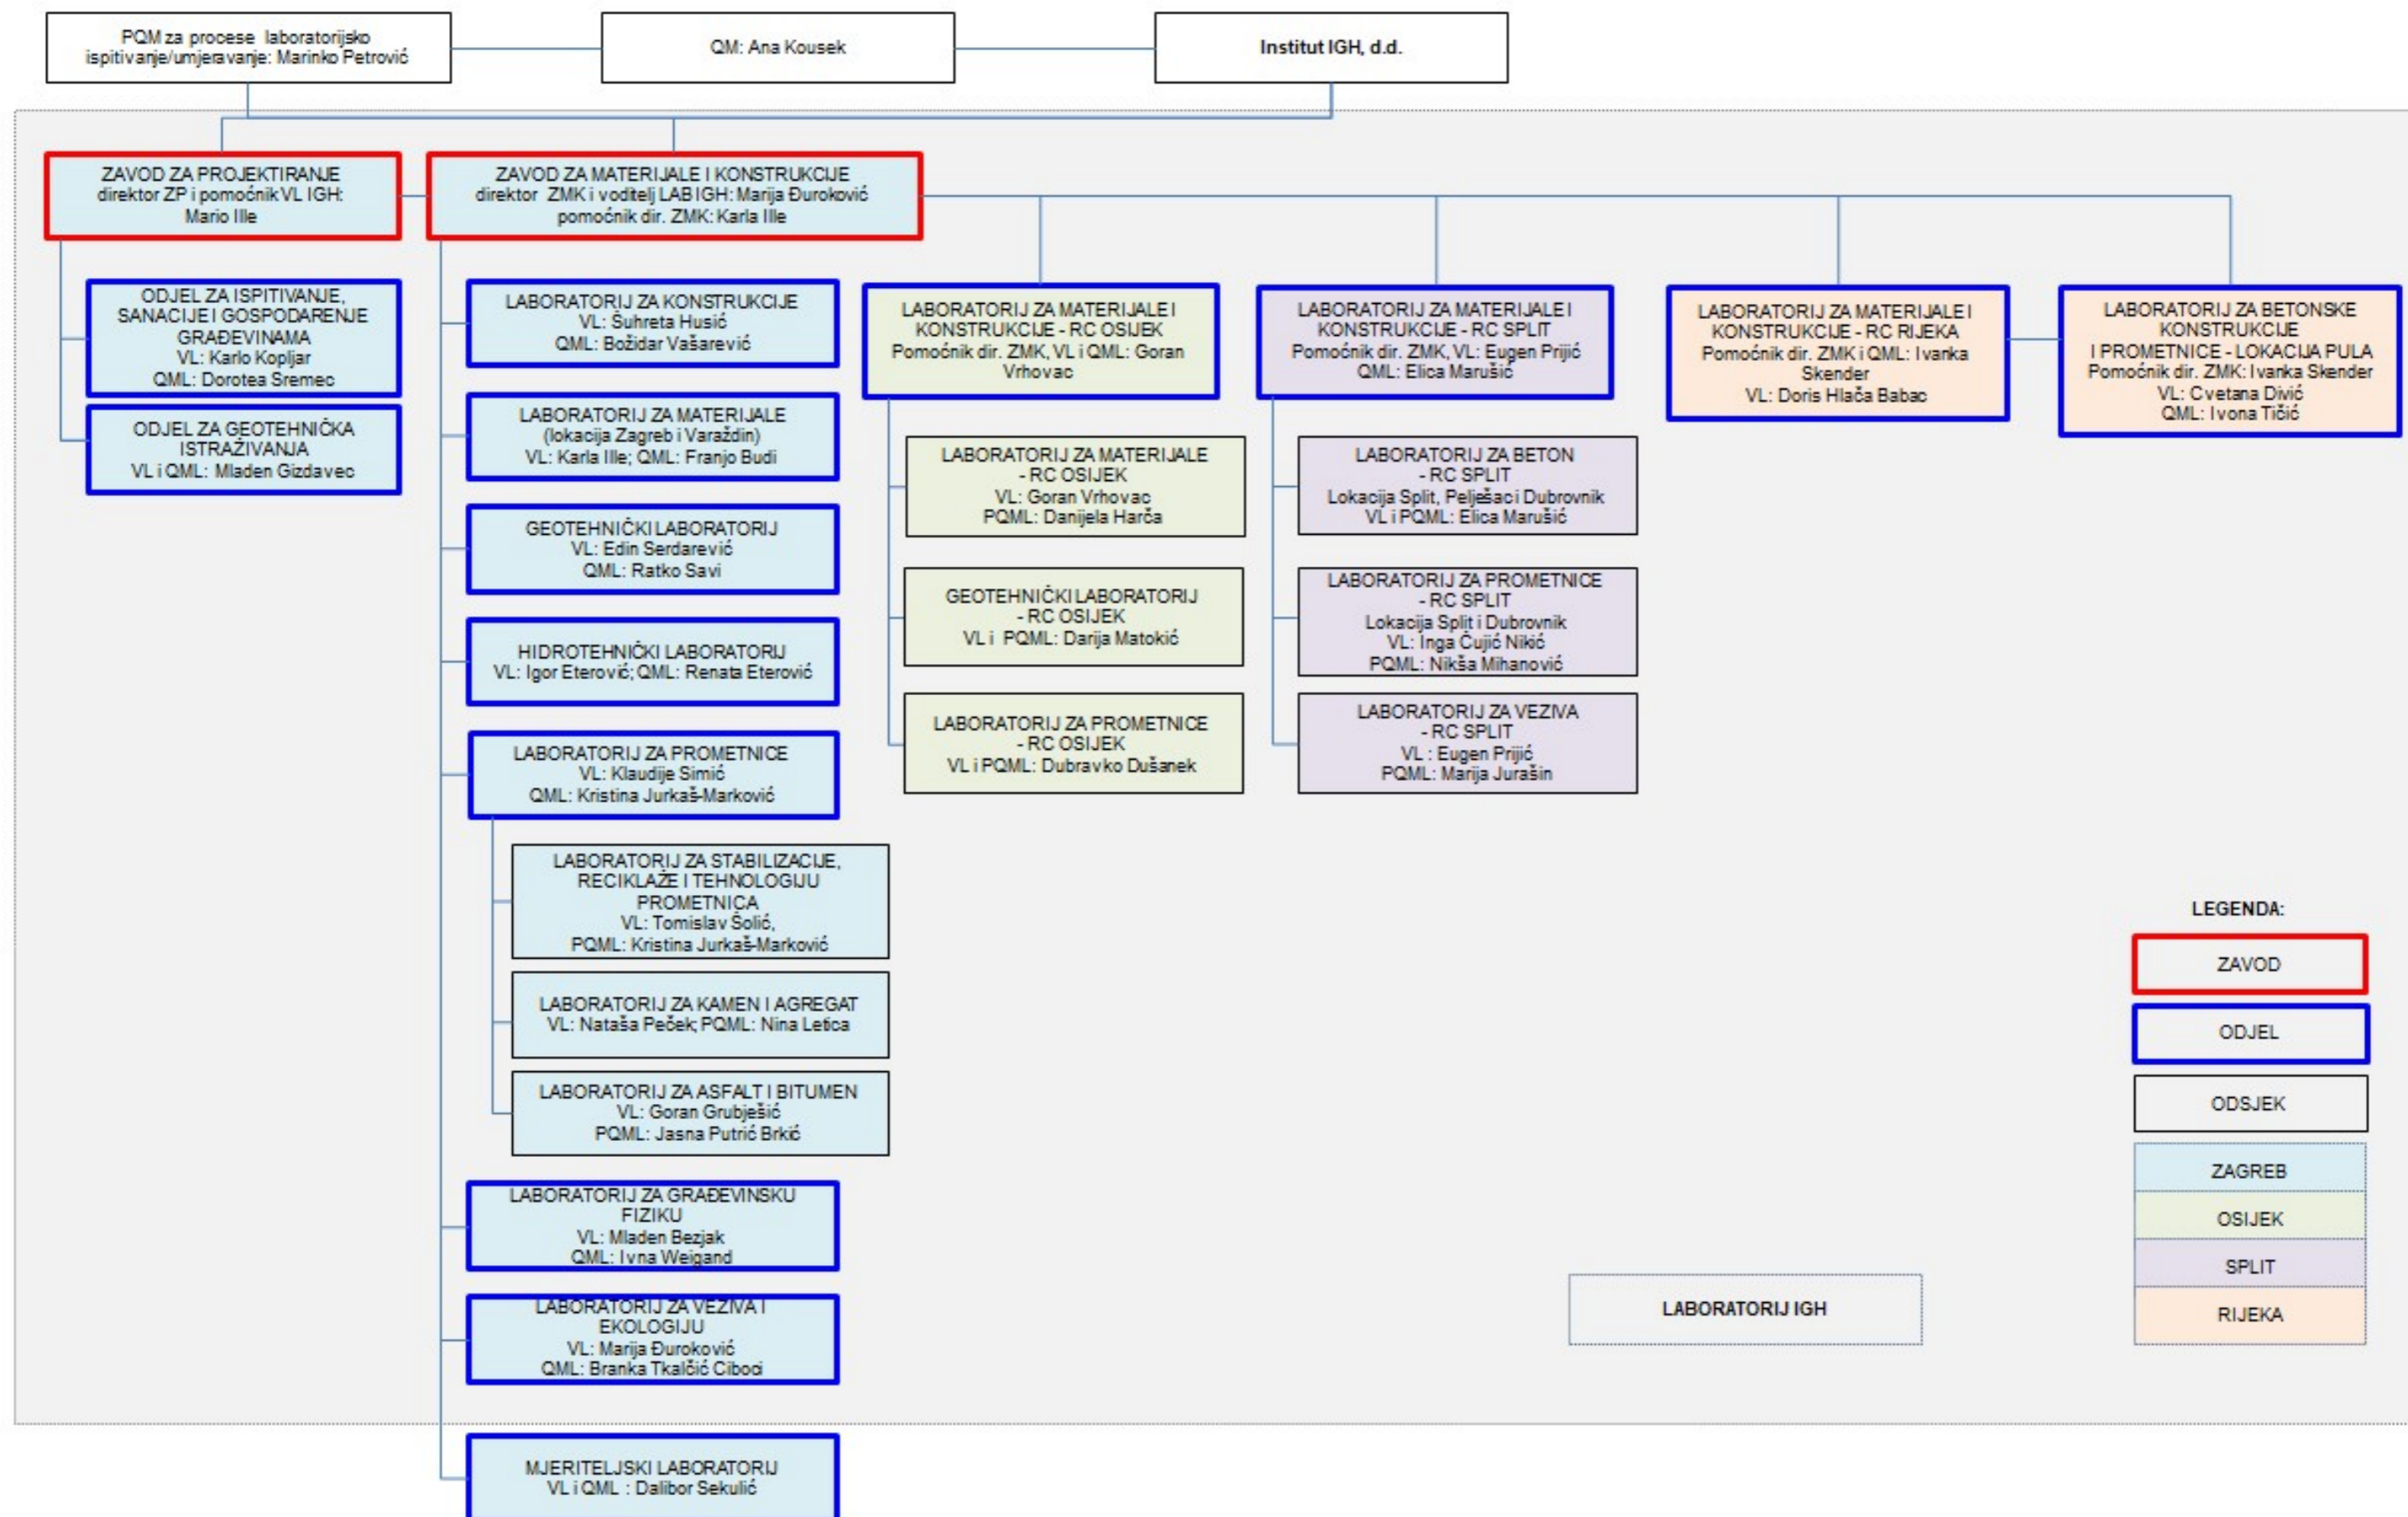 PQM za procese laboratorijsko
ispitivanje/umjeravanje: Marinko Petrović
QM: Ana Kousek
Institut IGH, d.d.
ZAVOD ZA PROJEKTIRANJE
direktor ZP i pomoćnik VL IGH:
Mario Ille
ZAVOD ZA MATERIJALE I KONSTRUKCIJE
direktor ZMK i voditelj LAB IGH: Marija Đuroković
pomoćnik dir. ZMK: Karla Ille
ODJEL ZA ISPITIVANJE,
SANACIJE I GOSPODARENJE
GRAĐEVINAMA
VL: Karlo Kopljar
QML: Dorotea Sremec
ODJEL ZA GEOTEHNIČKA
ISTRAŽIVANJA
VL i QML: Mladen Gizdavec
LABORATORIJ ZA KONSTRUKCIJE
VL: Šuhreta Husić
QML: Božidar Vašarević
LABORATORIJ ZA MATERIJALE
(lokacija Zagreb i Varaždin)
VL: Karla Ille; QML: Franjo Budi
GEOTEHNIČKI LABORATORIJ
VL: Edin Serdarević
QML: Ratko Savi
HIDROTEHNIČKI LABORATORIJ
VL: Igor Eterović; QML: Renata Eterović
LABORATORIJ ZA PROMETNICE
VL: Klaudije Simić
QML: Kristina Jurkaš-Marković
LABORATORIJ ZA STABILIZACIJE,
RECIKLAŽE I TEHNOLOGIJU
PROMETNICA
VL: Tomislav Šolić,
PQML: Kristina Jurkaš-Marković
LABORATORIJ ZA KAMEN I AGREGAT
VL: Nataša Peček; PQML: Nina Letica
LABORATORIJ ZA ASFALT I BITUMEN
VL: Goran Grubješić
PQML: Jasna Putrić Brkić
LABORATORIJ ZA GRAĐEVINSKU
FIZIKU
VL: Mladen Bezjak
QML: Ivna Weigand
LABORATORIJ ZA VEZIVA I
EKOLOGIJU
VL: Marija Đuroković
QML: Branka Tkalčić Ciboci
MJERITELJSKI LABORATORIJ
VL i QML : Dalibor Sekulić
LABORATORIJ ZA MATERIJALE I
KONSTRUKCIJE - RC OSIJEK
Pomoćnik dir. ZMK, VL i QML: Goran
Vrhovac
LABORATORIJ ZA MATERIJALE
- RC OSIJEK
VL: Goran Vrhovac
PQML: Danijela Harča
GEOTEHNIČKI LABORATORIJ
- RC OSIJEK
VL i PQML: Darija Matokić
LABORATORIJ ZA PROMETNICE
- RC OSIJEK
VL i PQML: Dubravko Dušanek
LABORATORIJ ZA MATERIJALE I
KONSTRUKCIJE - RC SPLIT
Pomoćnik dir. ZMK, VL: Eugen Prijić
QML: Elica Marušić
LABORATORIJ ZA BETON
- RC SPLIT
Lokacija Split, Pelješac i Dubrovnik
VL i PQML: Elica Marušić
LABORATORIJ ZA PROMETNICE
- RC SPLIT
Lokacija Split i Dubrovnik
VL: Inga Čujić Nikić
PQML: Nikša Mihanović
LABORATORIJ ZA VEZIVA
- RC SPLIT
VL : Eugen Prijić
PQML: Marija Jurašin
LABORATORIJ ZA MATERIJALE I
KONSTRUKCIJE - RC RIJEKA
Pomoćnik dir. ZMK i QML: Ivanka
Skender
VL: Doris Hlača Babac
LABORATORIJ ZA BETONSKE
KONSTRUKCIJE
I PROMETNICE - LOKACIJA PULA
Pomoćnik dir. ZMK: Ivanka Skender
VL: Cvetana Divić
QML: Ivona Tičić
LABORATORIJ IGH
LEGENDA:
ZAVOD
ODJEL
ODSJEK
ZAGREB
OSIJEK
SPLIT
RIJEKA